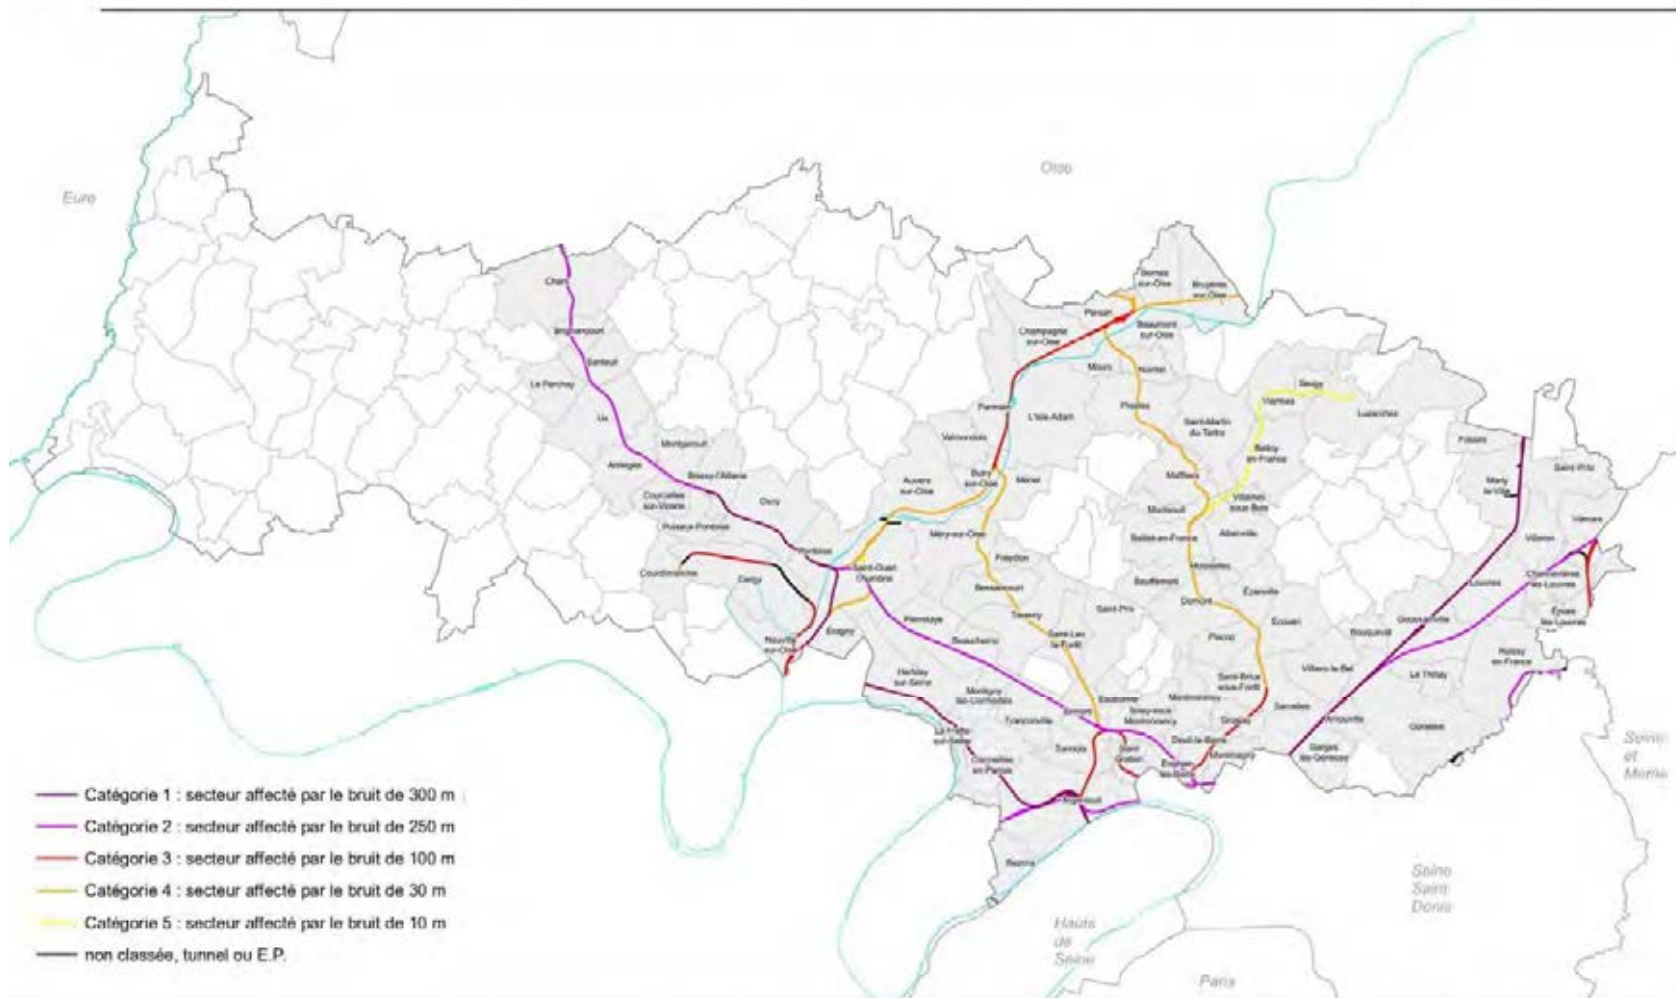 Eure
Oise
Chars
Brignancourt
Santeuil
Le Perchay
Us
Montgeroult
Ableiges
Boissy-l'Aillerie
Courcelles
sur-Viosne
Osny
Puiseux-Pontoise
Pontoise
Courdimanche
Cergy
Neuville
sur-Oise
Eragny
Saint-Ouen
l'Aumône
Auvers
sur-Oise
Butry
sur-Oise
Valmondois
Parmain
L'Isle-Adam
Champagne
sur-Oise
Persan
Bernes
sur-Oise
Bruyères
sur-Oise
Beaumont
sur-Oise
Mours
Nointel
Presles
Saint-Martin
du-Tertre
Viarmes
Seugy
Luzarches
Belloy
en-France
Maffliers
Villaines
sous-Bois
Montsoult
Baillet-en-France
Attainville
Moisselles
Bouffémont
Domont
Ézanville
Écouen
Piscop
Saint-Brice
sous-Forêt
Sarcelles
Villiers-le-Bel
Bouqueval
Goussainville
Louvres
Le Thillay
Gonesse
Arnouville
Garges
lès-Gonesse
Roissy
en-France
Épiais
lès-Louvres
Chennevières
lès-Louvres
Villeron
Vémars
Saint-Witz
Marly
la-Ville
Fosses
Mériel
Méry-sur-Oise
Frépillon
Bessancourt
Taverny
Saint-Leu
la-Forêt
Saint-Prix
Pierrelaye
Beauchamp
Herblay
sur-Seine
Montigny
lès-Cormeilles
Franconville
La Frette
sur-Seine
Cormeilles
en-Parisis
Ermont
Eaubonne
Sannois
Saint
Gratien
Soisy-sous
Montmorency
Montmorency
Deuil-la-Barre
Enghien
les-Bains
Groslay
Montmagny
Argenteuil
Bezons
Seine
et
Marne
Seine
Saint
Denis
Hauts
de
Seine
Paris
Catégorie 1 : secteur affecté par le bruit de 300 m
Catégorie 2 : secteur affecté par le bruit de 250 m
Catégorie 3 : secteur affecté par le bruit de 100 m
Catégorie 4 : secteur affecté par le bruit de 30 m
Catégorie 5 : secteur affecté par le bruit de 10 m
non classée, tunnel ou E.P.